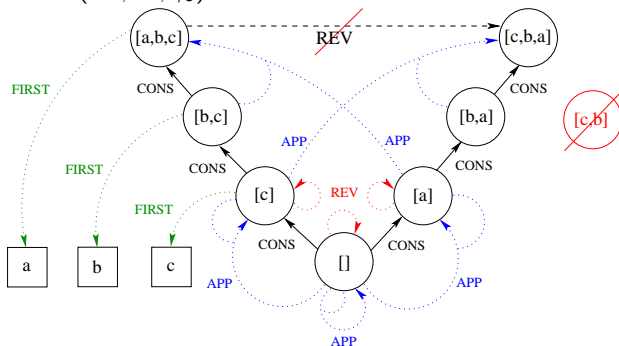 [a,b,c]
REV
[c,b,a]
FIRST
CONS
CONS
[b,c]
[b,a]
[c,b]
FIRST
APP
APP
CONS
CONS
[c]
REV
[a]
FIRST
CONS
CONS
a
b
c
[]
APP
APP
APP